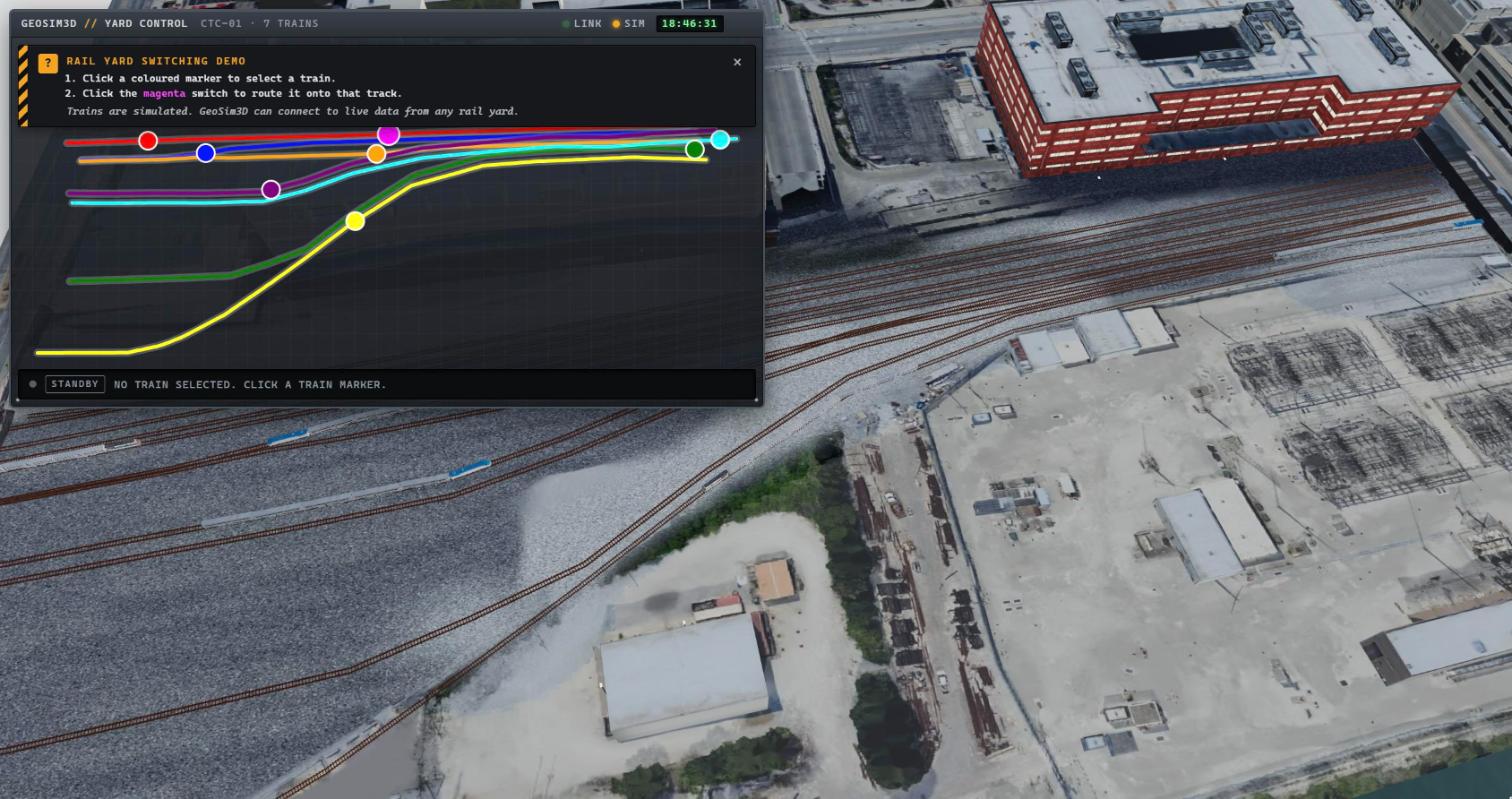 GEOSIM3D // YARD CONTROL CTC-01 · 7 TRAINS LINK SIM 18:46:31
? RAIL YARD SWITCHING DEMO ×
1. Click a coloured marker to select a train.
2. Click the magenta switch to route it onto that track.
Trains are simulated. GeoSim3D can connect to live data from any rail yard.
STANDBY NO TRAIN SELECTED. CLICK A TRAIN MARKER.